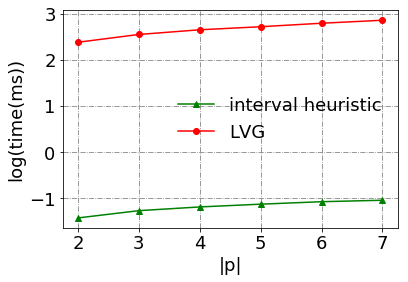 log(time(ms))
3
2
1
0
−1
interval heuristic
LVG
2 3 4 5 6 7
|p|